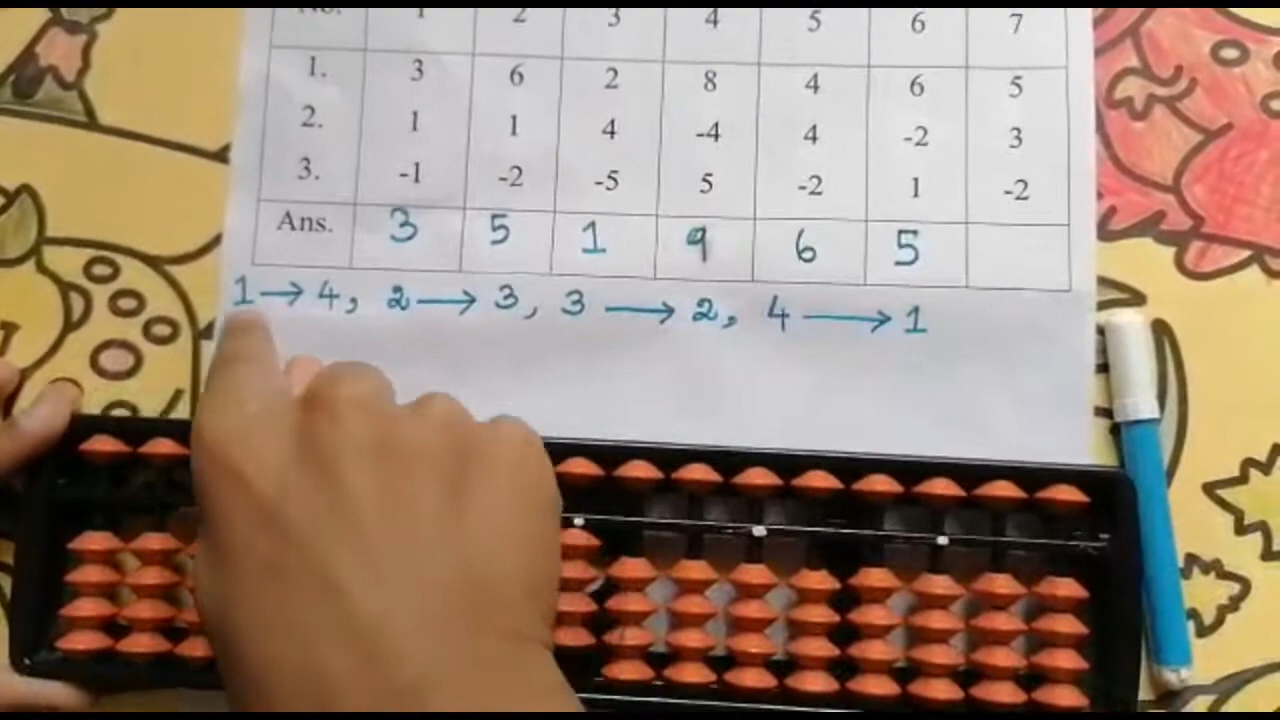 No. 1 2 3 4 5 6 7
1. 3 6 2 8 4 6 5
2. 1 1 4 -4 4 -2 3
3. -1 -2 -5 5 -2 1 -2
Ans. 3 5 1 9 6 5
1→4, 2→3, 3→2, 4→1